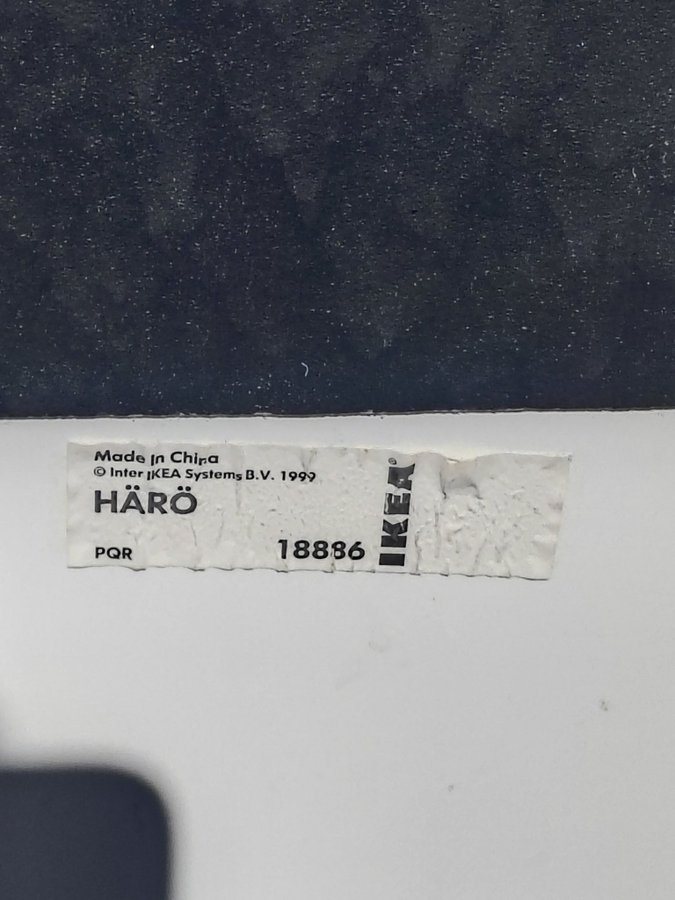 Made in China
© Inter IKEA Systems B.V. 1999
HÄRÖ
PQR 18886
IKEA®